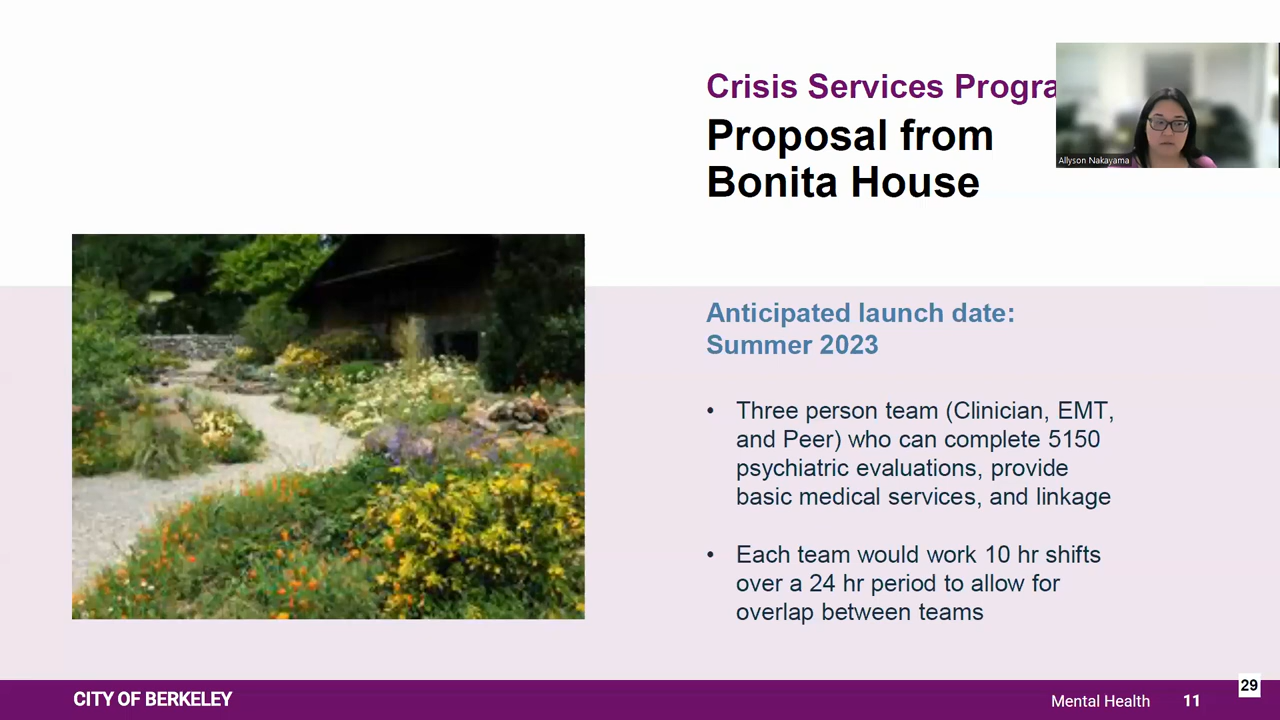 Crisis Services Progra
Proposal from
Bonita House
Allyson Nakayama
Anticipated launch date:
Summer 2023
• Three person team (Clinician, EMT,
and Peer) who can complete 5150
psychiatric evaluations, provide
basic medical services, and linkage
• Each team would work 10 hr shifts
over a 24 hr period to allow for
overlap between teams
CITY OF BERKELEY
Mental Health 11
29